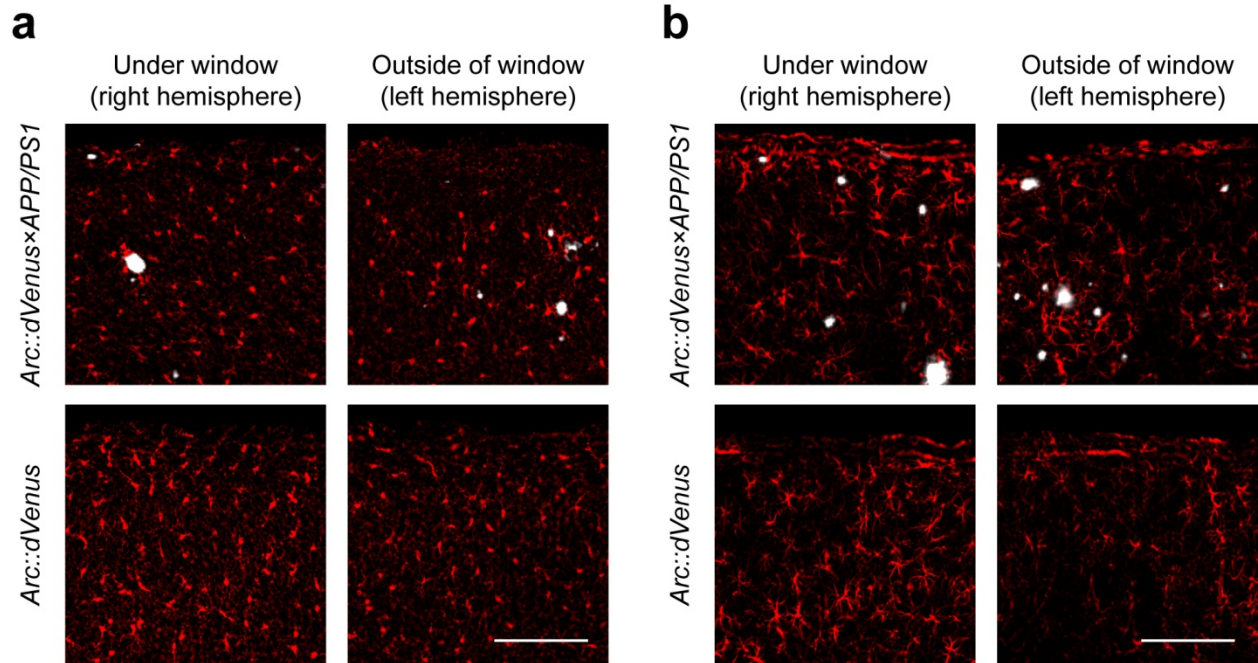 a
Under window
(right hemisphere)
Outside of window
(left hemisphere)
Arc::dVenus×APP/PS1
Arc::dVenus
b
Under window
(right hemisphere)
Outside of window
(left hemisphere)
Arc::dVenus×APP/PS1
Arc::dVenus